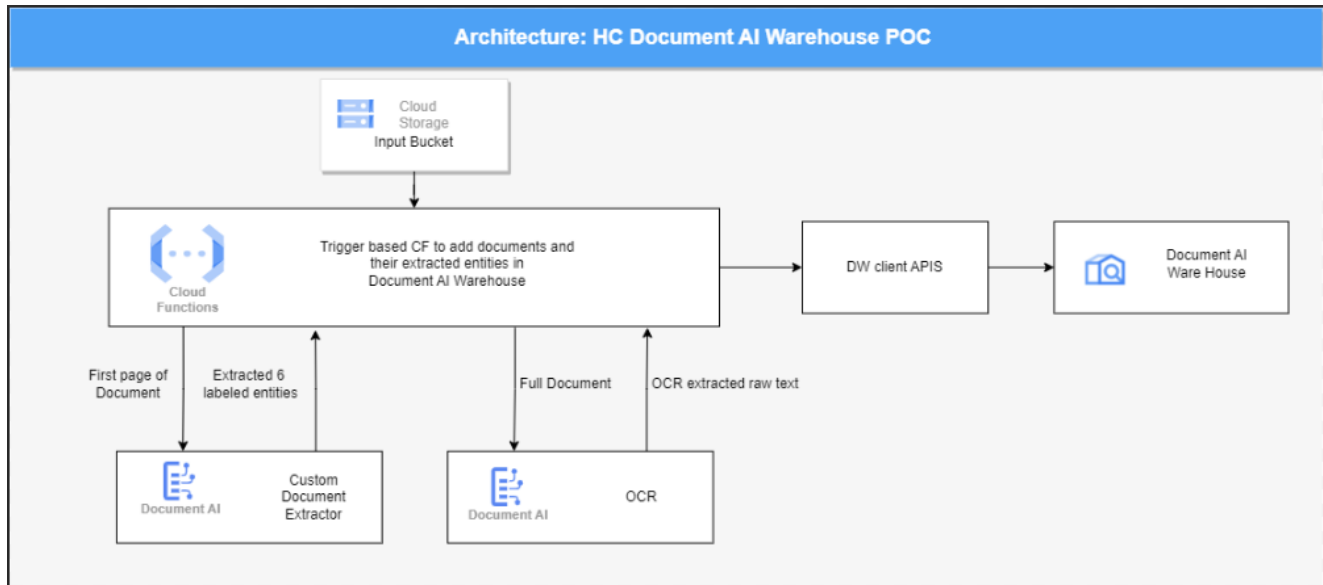 Architecture: HC Document AI Warehouse POC
Cloud
Storage
Input Bucket
Trigger based CF to add documents and
their extracted entities in
Document AI Warehouse
Cloud
Functions
DW client APIS
Document AI
Ware House
First page of
Document
Extracted 6
labeled entities
Full Document
OCR extracted raw text
Document AI
Custom
Document
Extractor
Document AI
OCR